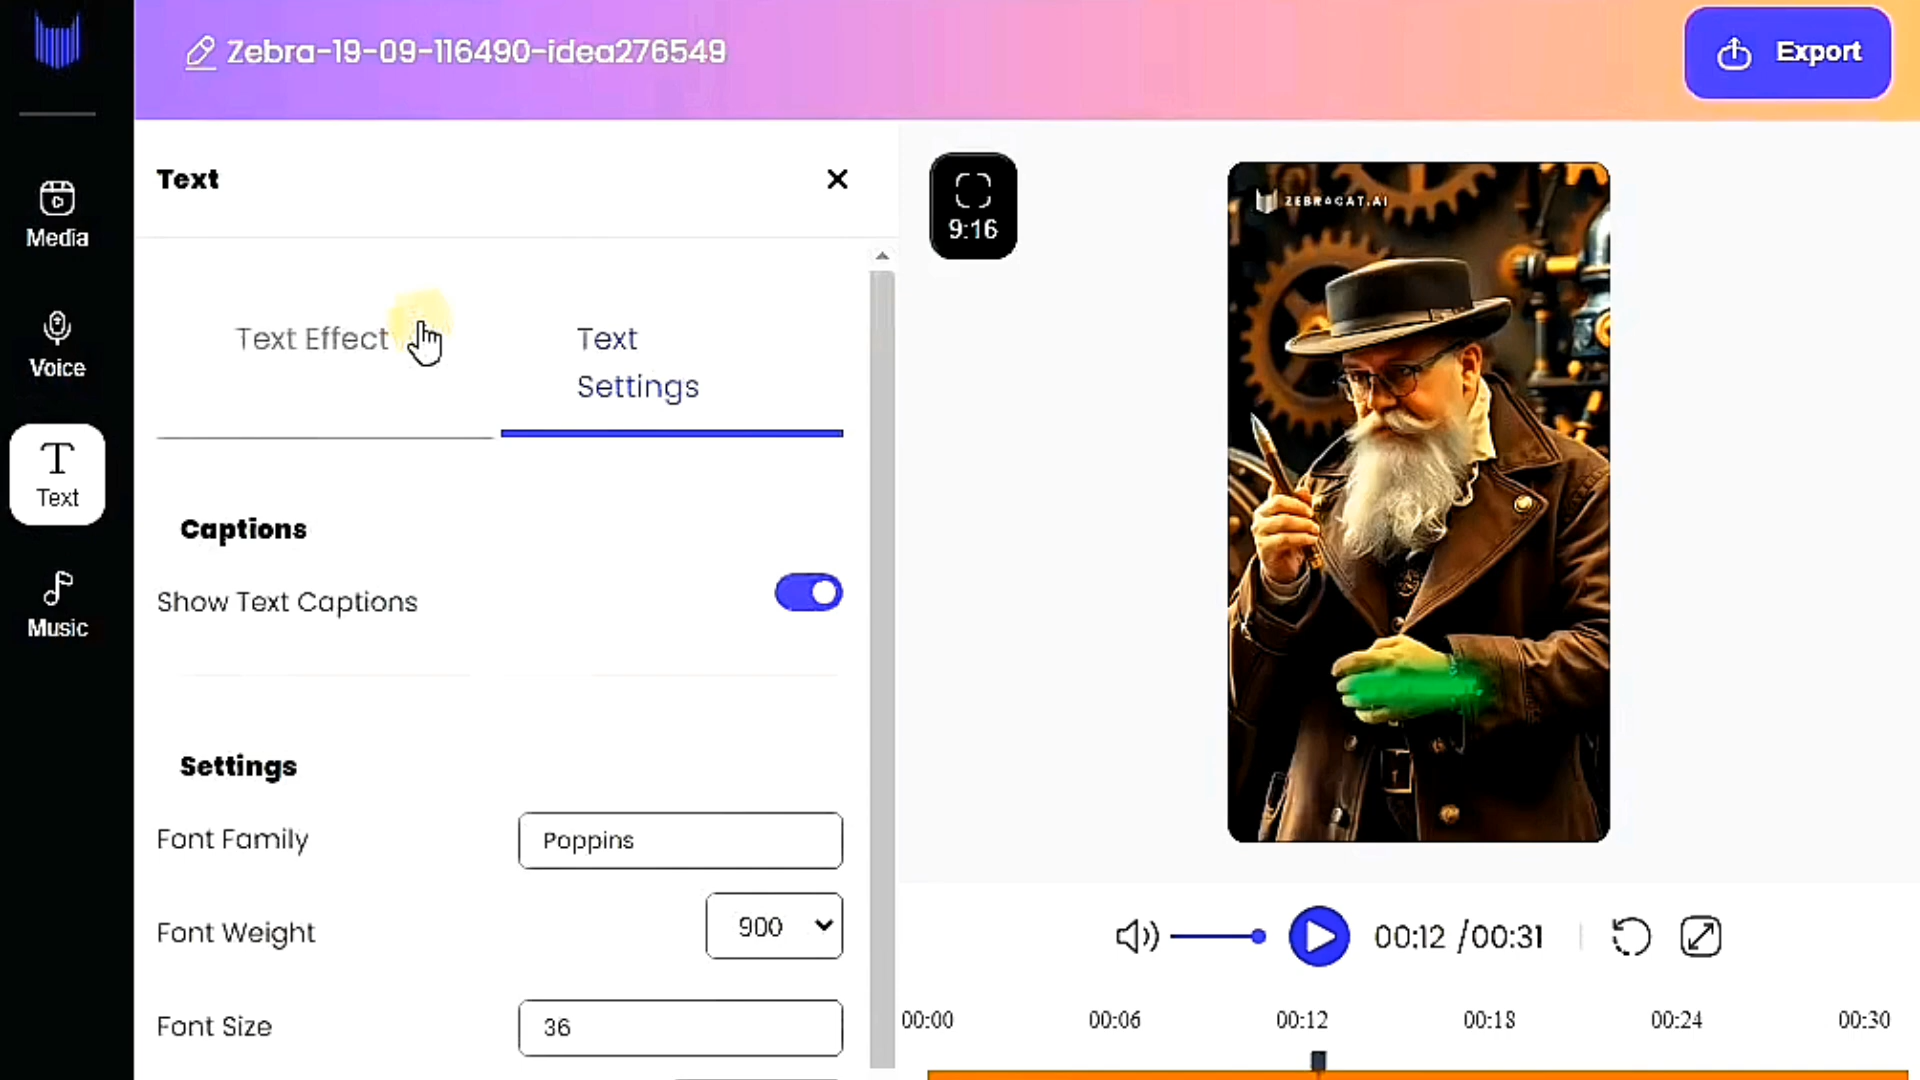 Zebra-19-09-116490-idea276549
Export
Media
Voice
Text
Music
Text
Text Effect
Text
Settings
Captions
Show Text Captions
Settings
Font Family
Poppins
Font Weight
900
Font Size
36
9:16
ZEBRACAT.AI
00:12 /00:31
00:00
00:06
00:12
00:18
00:24
00:30